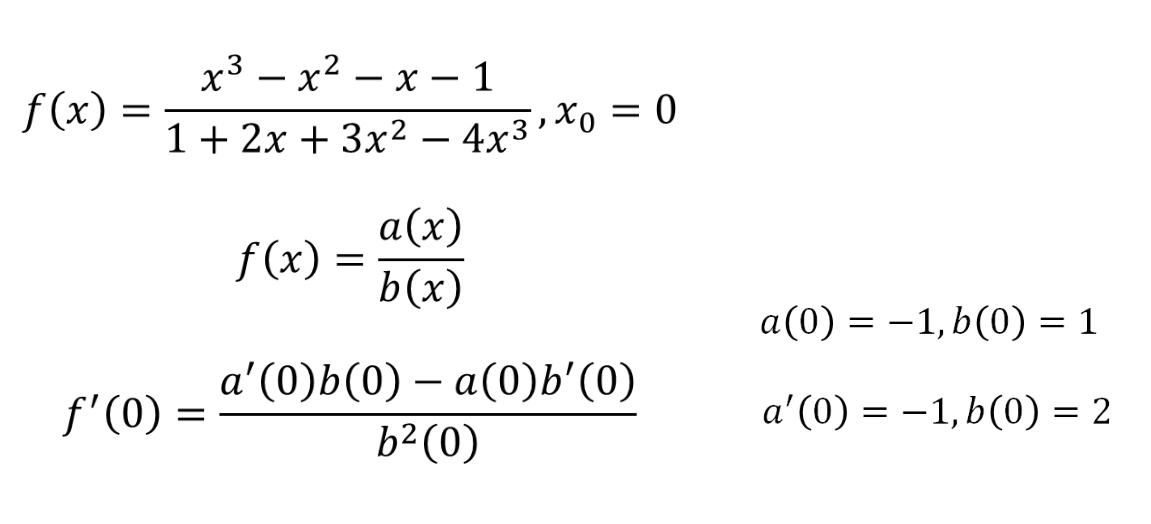 f(x) = (x³ − x² − x − 1)/(1 + 2x + 3x² − 4x³), x₀ = 0
f(x) = a(x)/b(x)
a(0) = −1, b(0) = 1
f′(0) = (a′(0)b(0) − a(0)b′(0))/b²(0)
a′(0) = −1, b(0) = 2